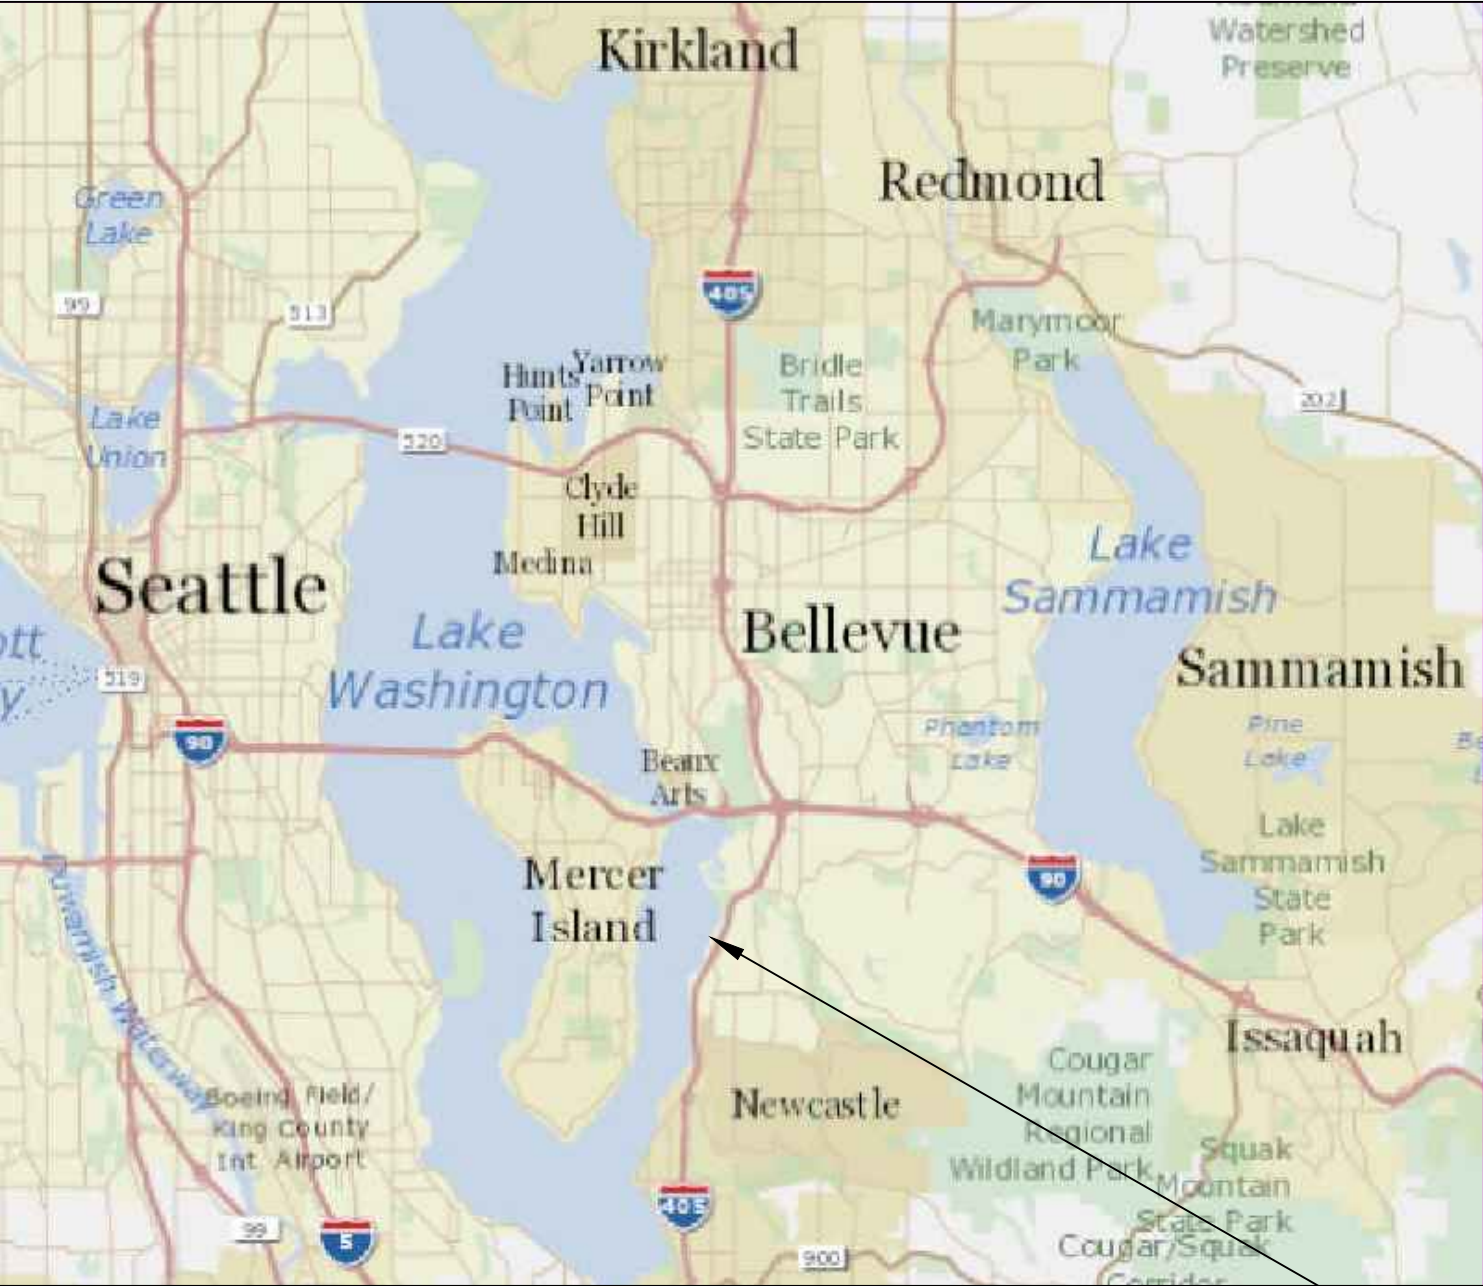 Kirkland
Watershed
Preserve
Redmond
Green
Lake
405
99
513
Marymoor
Park
Hunts
Point
Yarrow
Point
Bridle
Trails
State Park
202
Lake
Union
520
Clyde
Hill
Medina
Lake
Sammamish
Seattle
Lake
Washington
Bellevue
ott
y
519
Sammamish
90
Phantom
Lake
Pine
Lake
Beaux
Arts
Lake
Sammamish
State
Park
Mercer
Island
90
Duwamish Waterway
Issaquah
Cougar
Mountain
Regional
Wildland Park
Newcastle
Boeing Field/
King County
Int Airport
Squak
Mountain
State Park
Cougar/Squak
Corridor
405
99
5
900